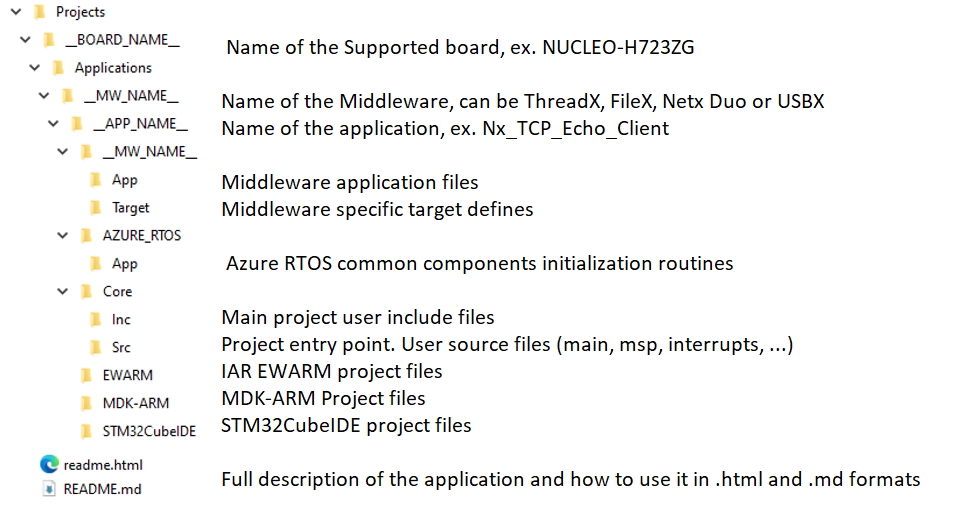 Projects
__BOARD_NAME__ Name of the Supported board, ex. NUCLEO-H723ZG
Applications
__MW_NAME__ Name of the Middleware, can be ThreadX, FileX, Netx Duo or USBX
__APP_NAME__ Name of the application, ex. Nx_TCP_Echo_Client
__MW_NAME__
App Middleware application files
Target Middleware specific target defines
AZURE_RTOS
App Azure RTOS common components initialization routines
Core
Inc Main project user include files
Src Project entry point. User source files (main, msp, interrupts, ...)
EWARM IAR EWARM project files
MDK-ARM MDK-ARM Project files
STM32CubeIDE STM32CubeIDE project files
readme.html
README.md Full description of the application and how to use it in .html and .md formats